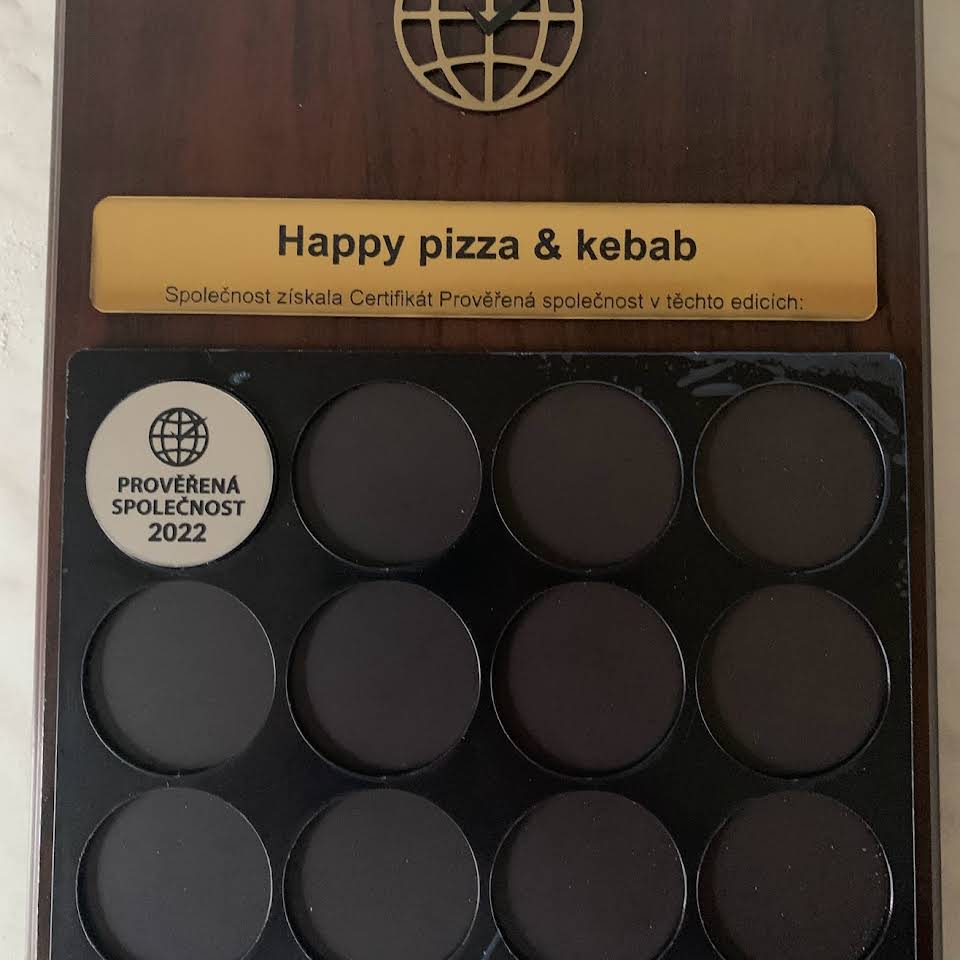 Happy pizza & kebab
Společnost získala Certifikát Prověřená společnost v těchto edicích:
PROVĚŘENÁ
SPOLEČNOST
2022